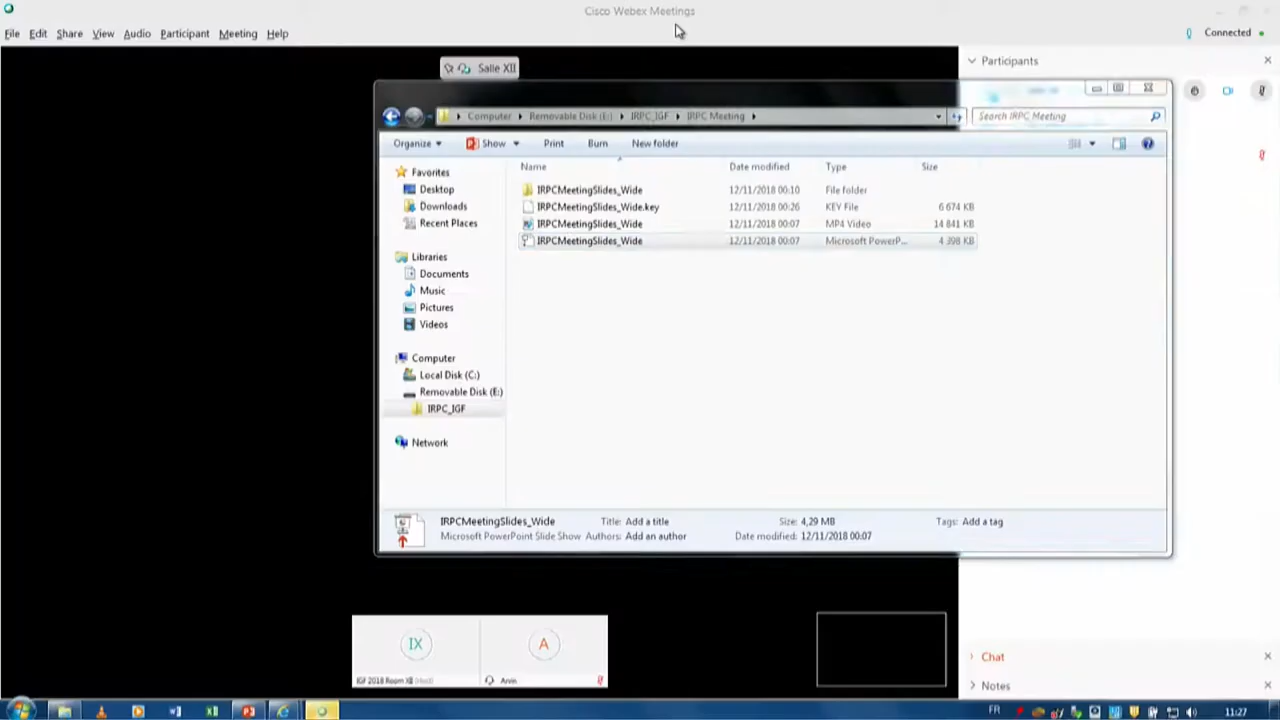 Cisco Webex Meetings
File Edit Share View Audio Participant Meeting Help
Connected
Salle XII
Participants
Computer Removable Disk (E:) IRPC_IGF IRPC Meeting
Search IRPC Meeting
Organize Show Print Burn New folder
Name Date modified Type Size
Favorites
Desktop
Downloads
Recent Places
Libraries
Documents
Music
Pictures
Videos
Computer
Local Disk (C:)
Removable Disk (E:)
IRPC_IGF
Network
IRPCMeetingSlides_Wide 12/11/2018 00:10 File folder
IRPCMeetingSlides_Wide.key 12/11/2018 00:26 KEY File 6 674 KB
IRPCMeetingSlides_Wide 12/11/2018 00:07 MP4 Video 14 841 KB
IRPCMeetingSlides_Wide 12/11/2018 00:07 Microsoft PowerP... 4 398 KB
IRPCMeetingSlides_Wide Title: Add a title Size: 4,29 MB Tags: Add a tag
Microsoft PowerPoint Slide Show Authors: Add an author Date modified: 12/11/2018 00:07
IX
A
IGF 2018 Room XII (Host)
Arvin
Chat
Notes
FR
11:27